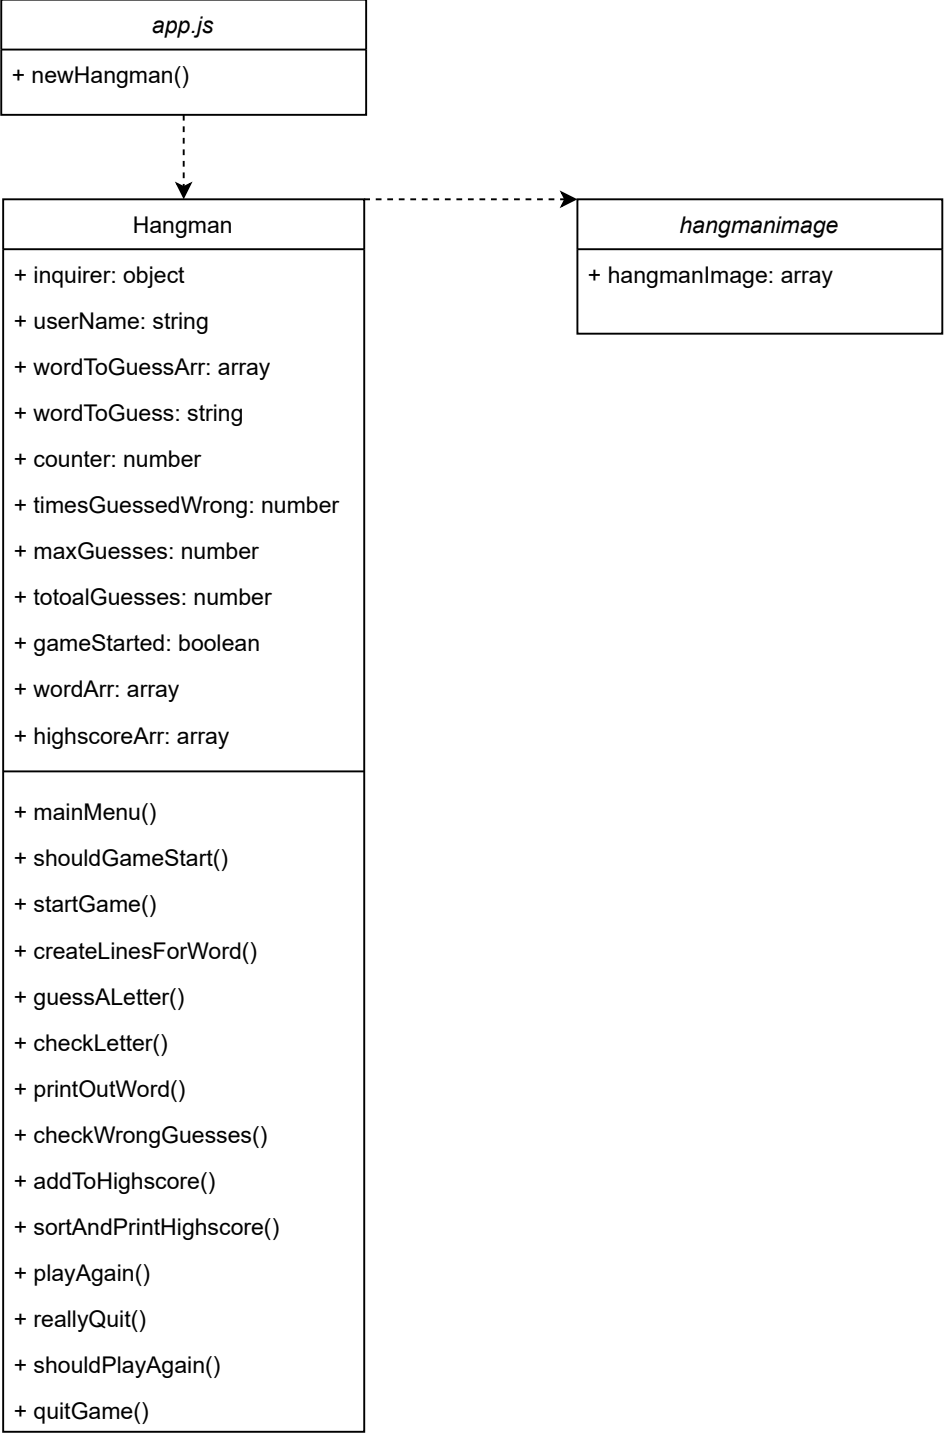 app.js
+ newHangman()
Hangman
+ inquirer: object
+ userName: string
+ wordToGuessArr: array
+ wordToGuess: string
+ counter: number
+ timesGuessedWrong: number
+ maxGuesses: number
+ totoalGuesses: number
+ gameStarted: boolean
+ wordArr: array
+ highscoreArr: array
+ mainMenu()
+ shouldGameStart()
+ startGame()
+ createLinesForWord()
+ guessALetter()
+ checkLetter()
+ printOutWord()
+ checkWrongGuesses()
+ addToHighscore()
+ sortAndPrintHighscore()
+ playAgain()
+ reallyQuit()
+ shouldPlayAgain()
+ quitGame()
hangmanimage
+ hangmanImage: array